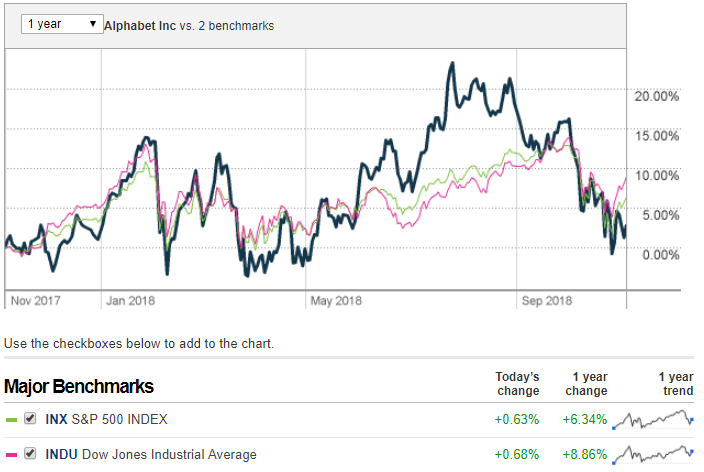 1 year
Alphabet Inc vs. 2 benchmarks
20.00%
15.00%
10.00%
5.00%
0.00%
Nov 2017 Jan 2018 May 2018 Sep 2018
Use the checkboxes below to add to the chart.
Major Benchmarks
Today's change
1 year change
1 year trend
INX S&P 500 INDEX +0.63% +6.34%
INDU Dow Jones Industrial Average +0.68% +8.86%